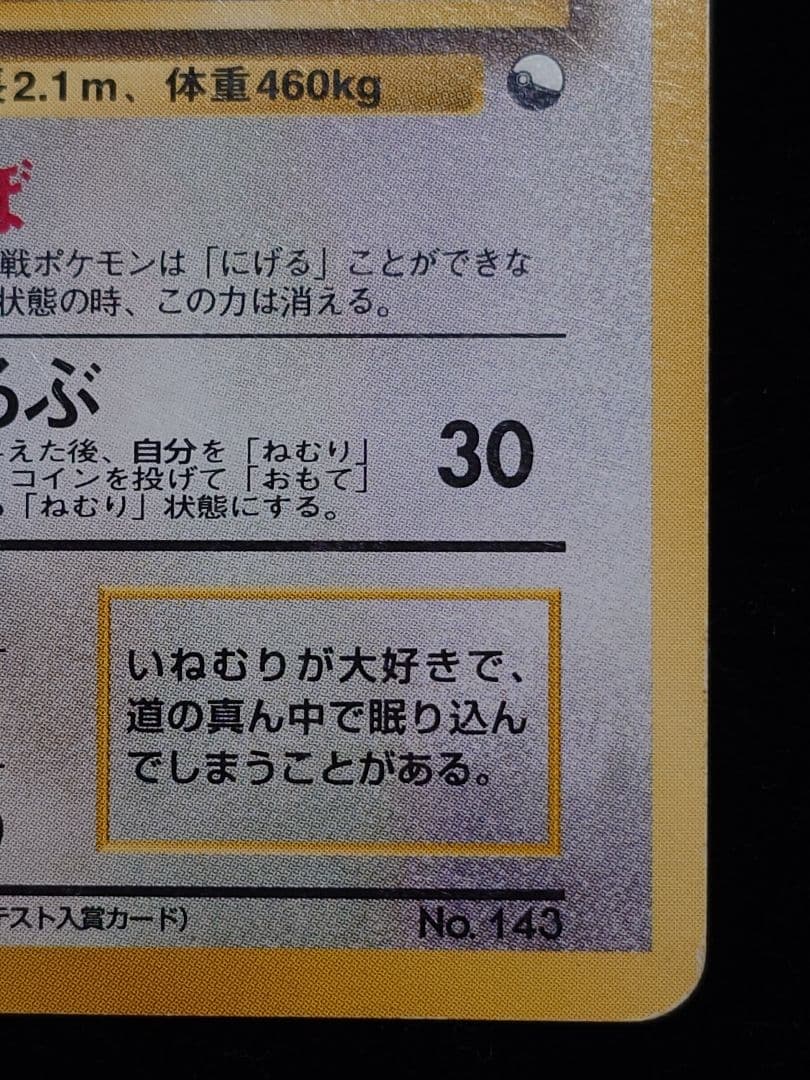 2.1m、体重460kg
ば
戦ポケモンは「にげる」ことができな
状態の時、この力は消える。
ぶ
えた後、自分を「ねむり」
コインを投げて「おもて」
「ねむり」状態にする。
30
いねむりが大好きで、
道の真ん中で眠り込ん
でしまうことがある。
テスト入賞カード)
No. 143